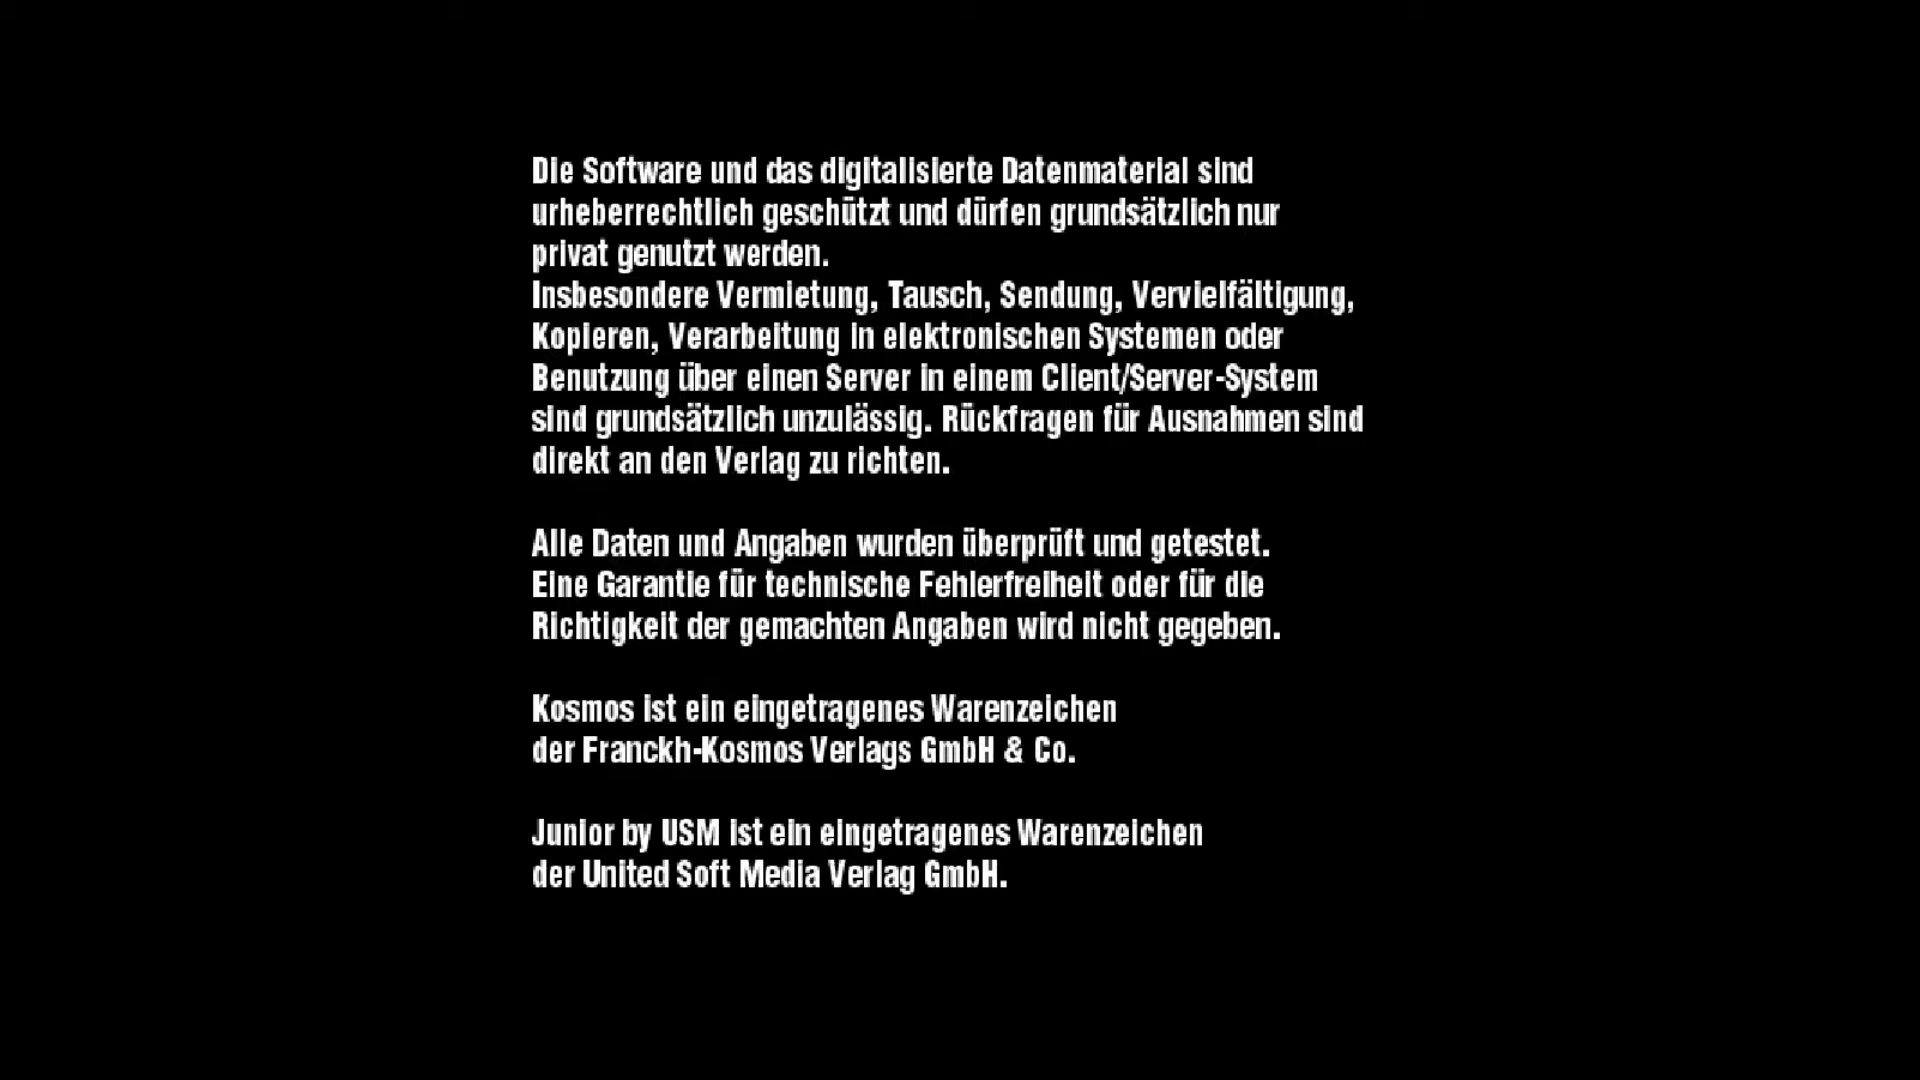 Die Software und das digitalisierte Datenmaterial sind
urheberrechtlich geschützt und dürfen grundsätzlich nur
privat genutzt werden.
Insbesondere Vermietung, Tausch, Sendung, Vervielfältigung,
Kopieren, Verarbeitung in elektronischen Systemen oder
Benutzung über einen Server in einem Client/Server-System
sind grundsätzlich unzulässig. Rückfragen für Ausnahmen sind
direkt an den Verlag zu richten.
Alle Daten und Angaben wurden überprüft und getestet.
Eine Garantie für technische Fehlerfreiheit oder für die
Richtigkeit der gemachten Angaben wird nicht gegeben.
Kosmos ist ein eingetragenes Warenzeichen
der Franckh-Kosmos Verlags GmbH & Co.
Junior by USM ist ein eingetragenes Warenzeichen
der United Soft Media Verlag GmbH.